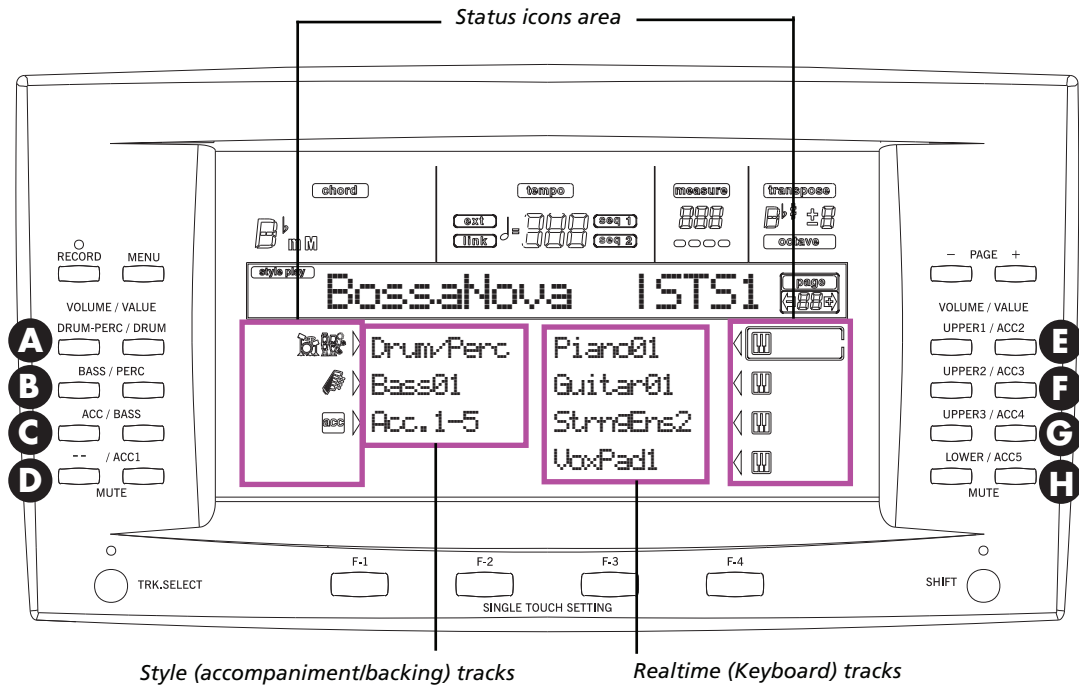 Status icons area
chord
tempo
measure
transpose
ext
link
seq 1
seq 2
octave
RECORD MENU
- PAGE +
style play
BossaNova |STS1
page
VOLUME / VALUE
VOLUME / VALUE
A DRUM-PERC / DRUM
Drum/Perc
Piano01
UPPER1 / ACC2 E
B BASS / PERC
Bass01
Guitar01
UPPER2 / ACC3 F
C ACC / BASS
acc
Acc.1-5
StrngEns2
UPPER3 / ACC4 G
D -- / ACC1
VoxPad1
LOWER / ACC5 H
MUTE
MUTE
F-1 F-2 F-3 F-4
TRK.SELECT
SHIFT
SINGLE TOUCH SETTING
Style (accompaniment/backing) tracks
Realtime (Keyboard) tracks